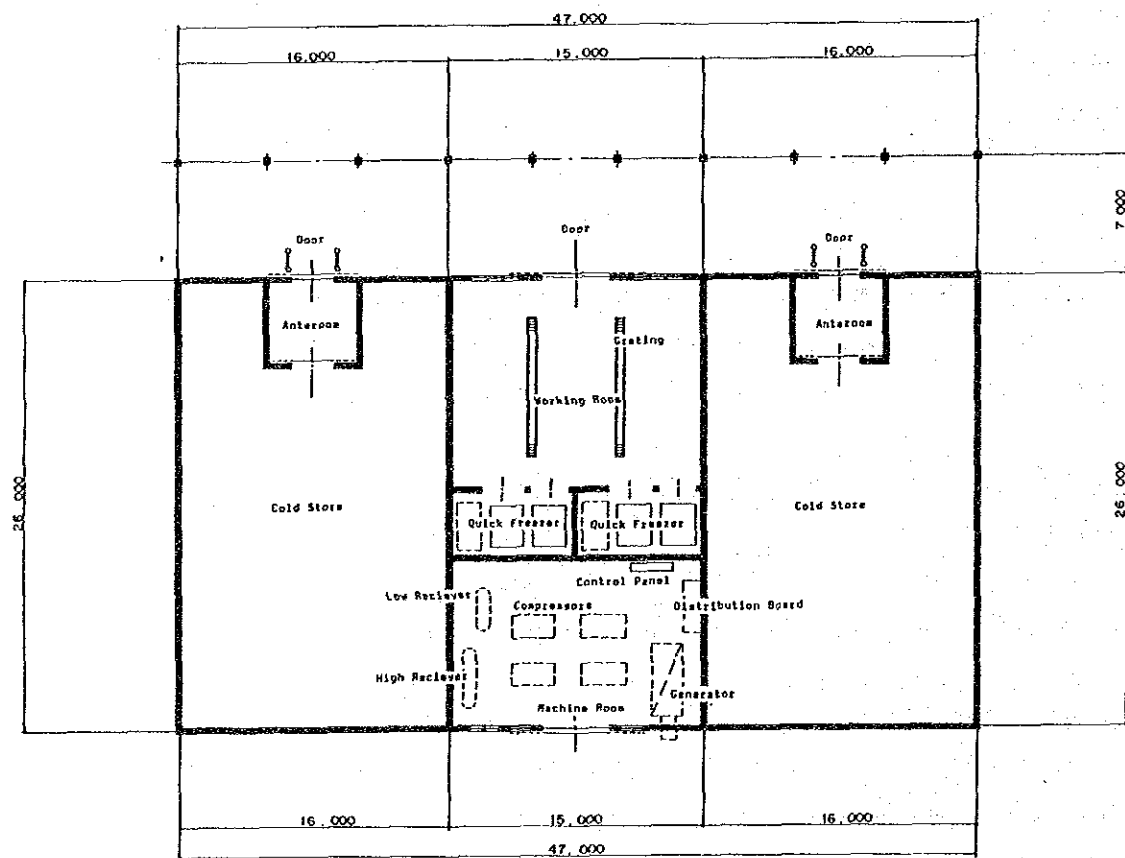 47.000
16.000
15.000
16.000
7.000
Door
Door
Door
Anteroom
Grating
Anteroom
Working Room
26.000
Cold Store
Quick Freezer
Quick Freezer
Cold Store
26.000
Control Panel
Low Reciever
Compressors
Distribution Board
High Reciever
Generator
Machine Room
16.000
15.000
16.000
47.000